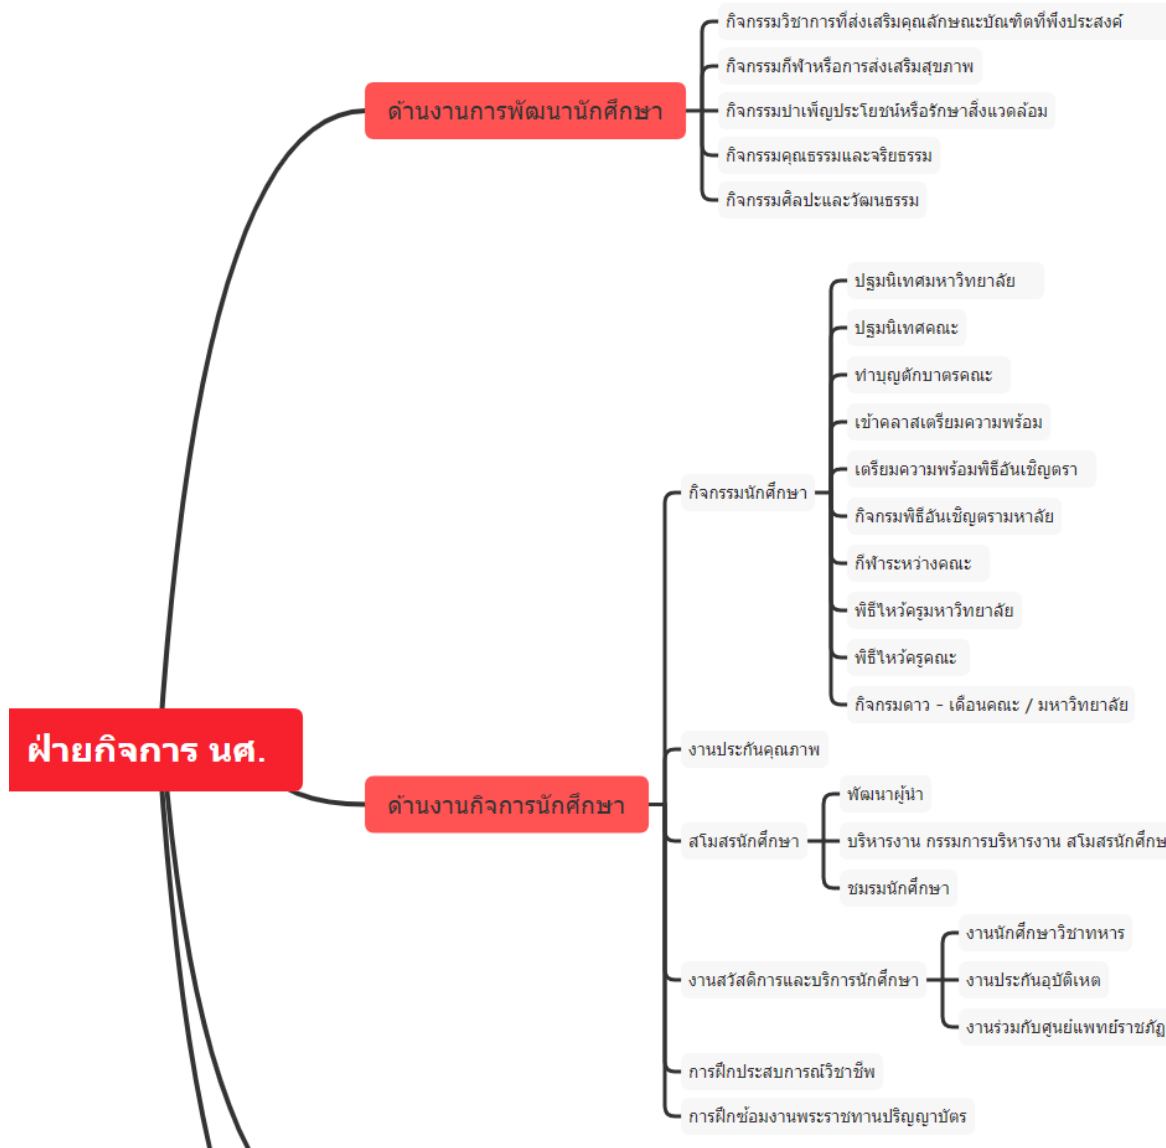 กิจกรรมวิชาการที่ส่งเสริมคุณลักษณะบัณฑิตที่พึงประสงค์
กิจกรรมกีฬาหรือการส่งเสริมสุขภาพ
ด้านงานการพัฒนานักศึกษา
กิจกรรมบำเพ็ญประโยชน์หรือรักษาสิ่งแวดล้อม
กิจกรรมคุณธรรมและจริยธรรม
กิจกรรมศิลปะและวัฒนธรรม
ปฐมนิเทศมหาวิทยาลัย
ปฐมนิเทศคณะ
ทำบุญตักบาตรคณะ
เข้าคลาสเตรียมความพร้อม
เตรียมความพร้อมพิธีอันเชิญตรา
กิจกรรมนักศึกษา
กิจกรมพิธีอันเชิญตรามหาลัย
กีฬาระหว่างคณะ
พิธีไหว้ครูมหาวิทยาลัย
พิธีไหว้ครูคณะ
กิจกรมดาว - เดือนคณะ / มหาวิทยาลัย
ฝ่ายกิจการ นศ.
งานประกันคุณภาพ
ด้านงานกิจการนักศึกษา
พัฒนาผู้นำ
สโมสรนักศึกษา
บริหารงาน กรรมการบริหารงาน สโมสรนักศึกษ
ชมรมนักศึกษา
งานนักศึกษาวิชาทหาร
งานสวัสดิการและบริการนักศึกษา
งานประกันอุบัติเหต
งานร่วมกับศูนย์แพทย์ราชภัฏ
การฝึกประสบการณ์วิชาชีพ
การฝึกซ้อมงานพระราชทานปริญญาบัตร